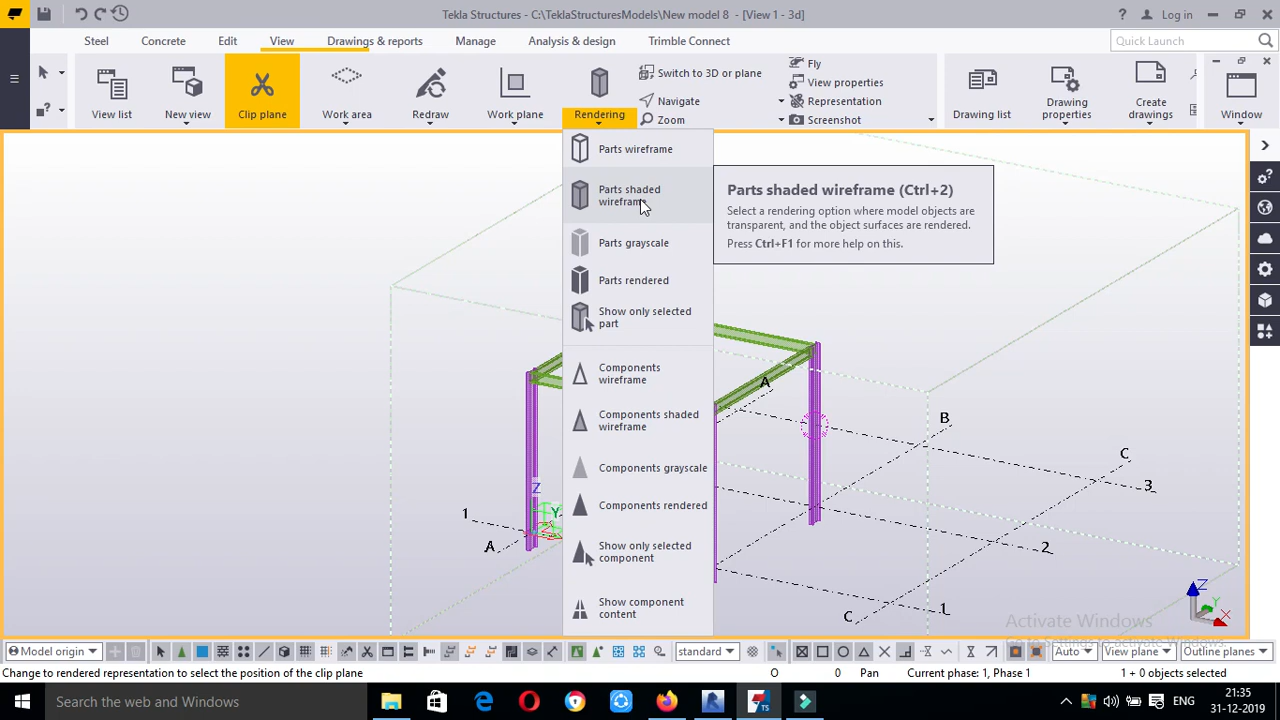 Tekla Structures - C:\TeklaStructuresModels\New model 8 - [View 1 - 3d]
Log in
Steel
Concrete
Edit
View
Drawings & reports
Manage
Analysis & design
Trimble Connect
Quick Launch
View list
New view
Clip plane
Work area
Redraw
Work plane
Rendering
Switch to 3D or plane
Navigate
Zoom
Fly
View properties
Representation
Screenshot
Drawing list
Drawing
properties
Create
drawings
Window
Parts wireframe
Parts shaded
wireframe
Parts grayscale
Parts rendered
Show only selected
part
Components
wireframe
Components shaded
wireframe
Components grayscale
Components rendered
Show only selected
component
Show component
content
Parts shaded wireframe (Ctrl+2)
Select a rendering option where model objects are
transparent, and the object surfaces are rendered.
Press Ctrl+F1 for more help on this.
A
B
C
3
2
1
C
1
A
Z
Y
Z
Y
X
Activate Windows
Go to Settings to activate Windows.
Model origin
standard
Auto
View plane
Outline planes
Change to rendered representation to select the position of the clip plane
O
0
Pan
Current phase: 1, Phase 1
1 + 0 objects selected
Search the web and Windows
ENG
21:35
31-12-2019